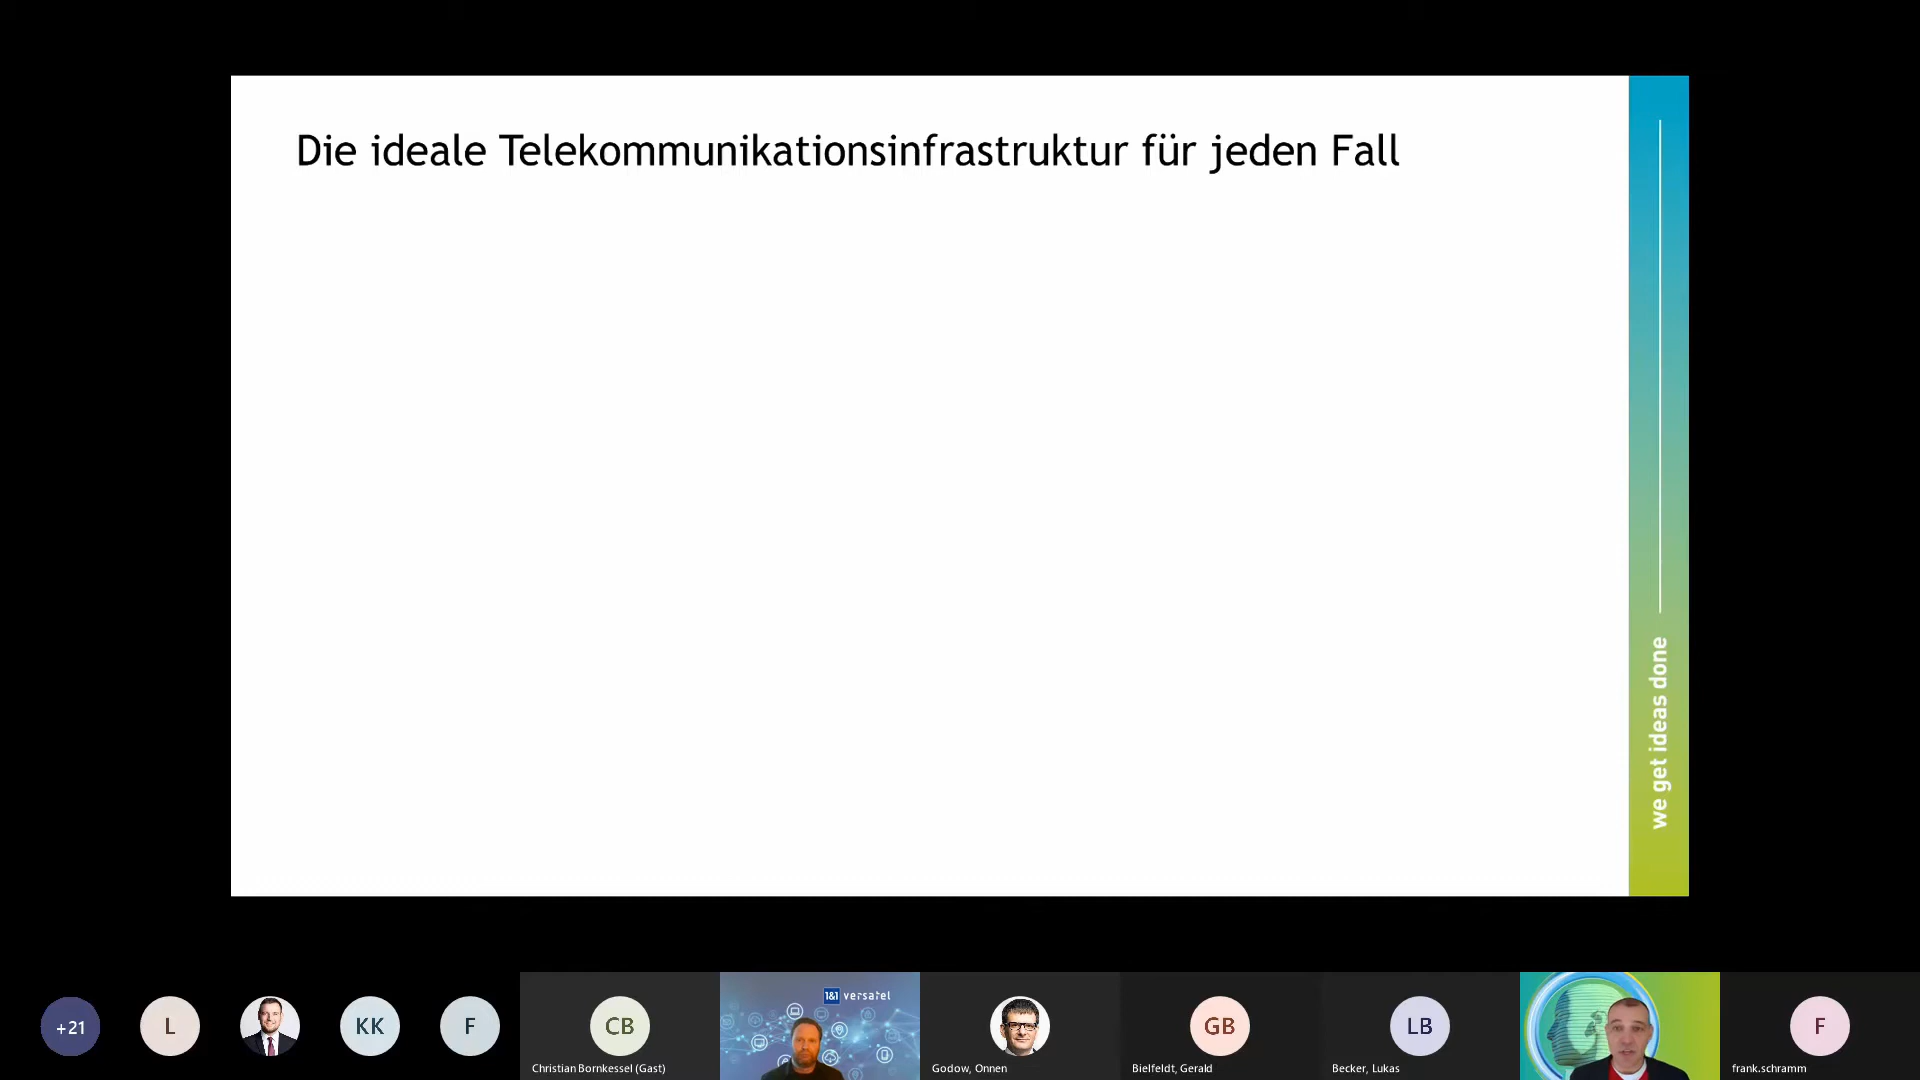 Die ideale Telekommunikationsinfrastruktur für jeden Fall
we get ideas done
+21
L
KK
F
CB
Christian Bornkessel (Gast)
1&1 versatel
Godow, Onnen
GB
Bielfeldt, Gerald
LB
Becker, Lukas
F
frank.schramm